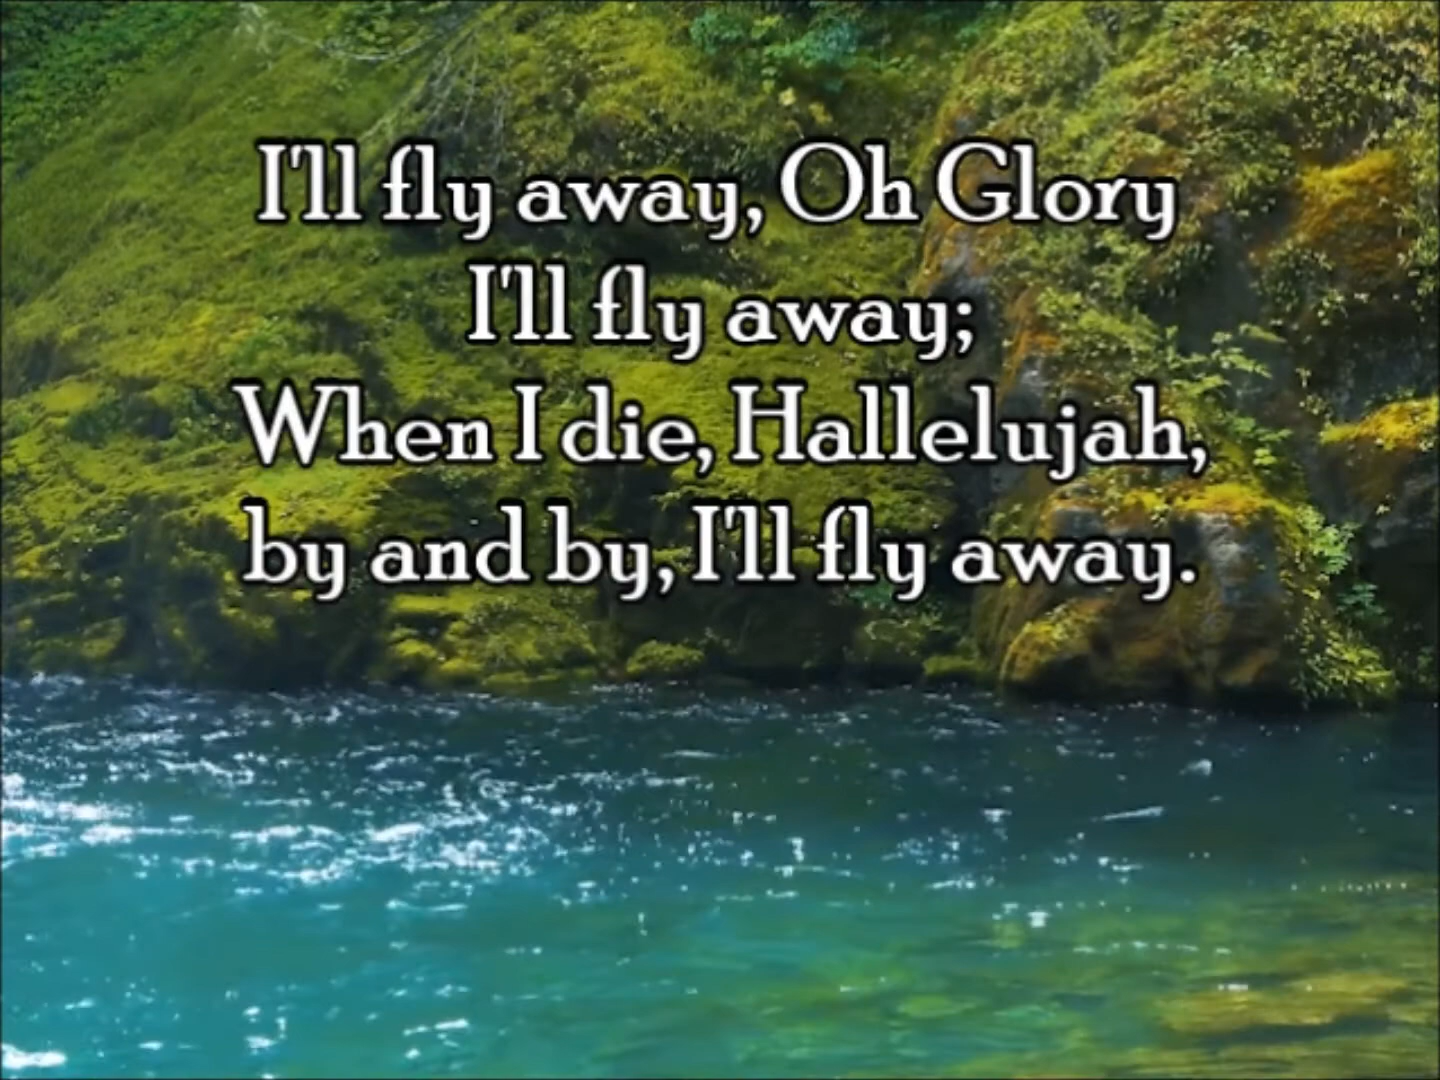 I'll fly away, Oh Glory
I'll fly away;
When I die, Hallelujah,
by and by, I'll fly away.